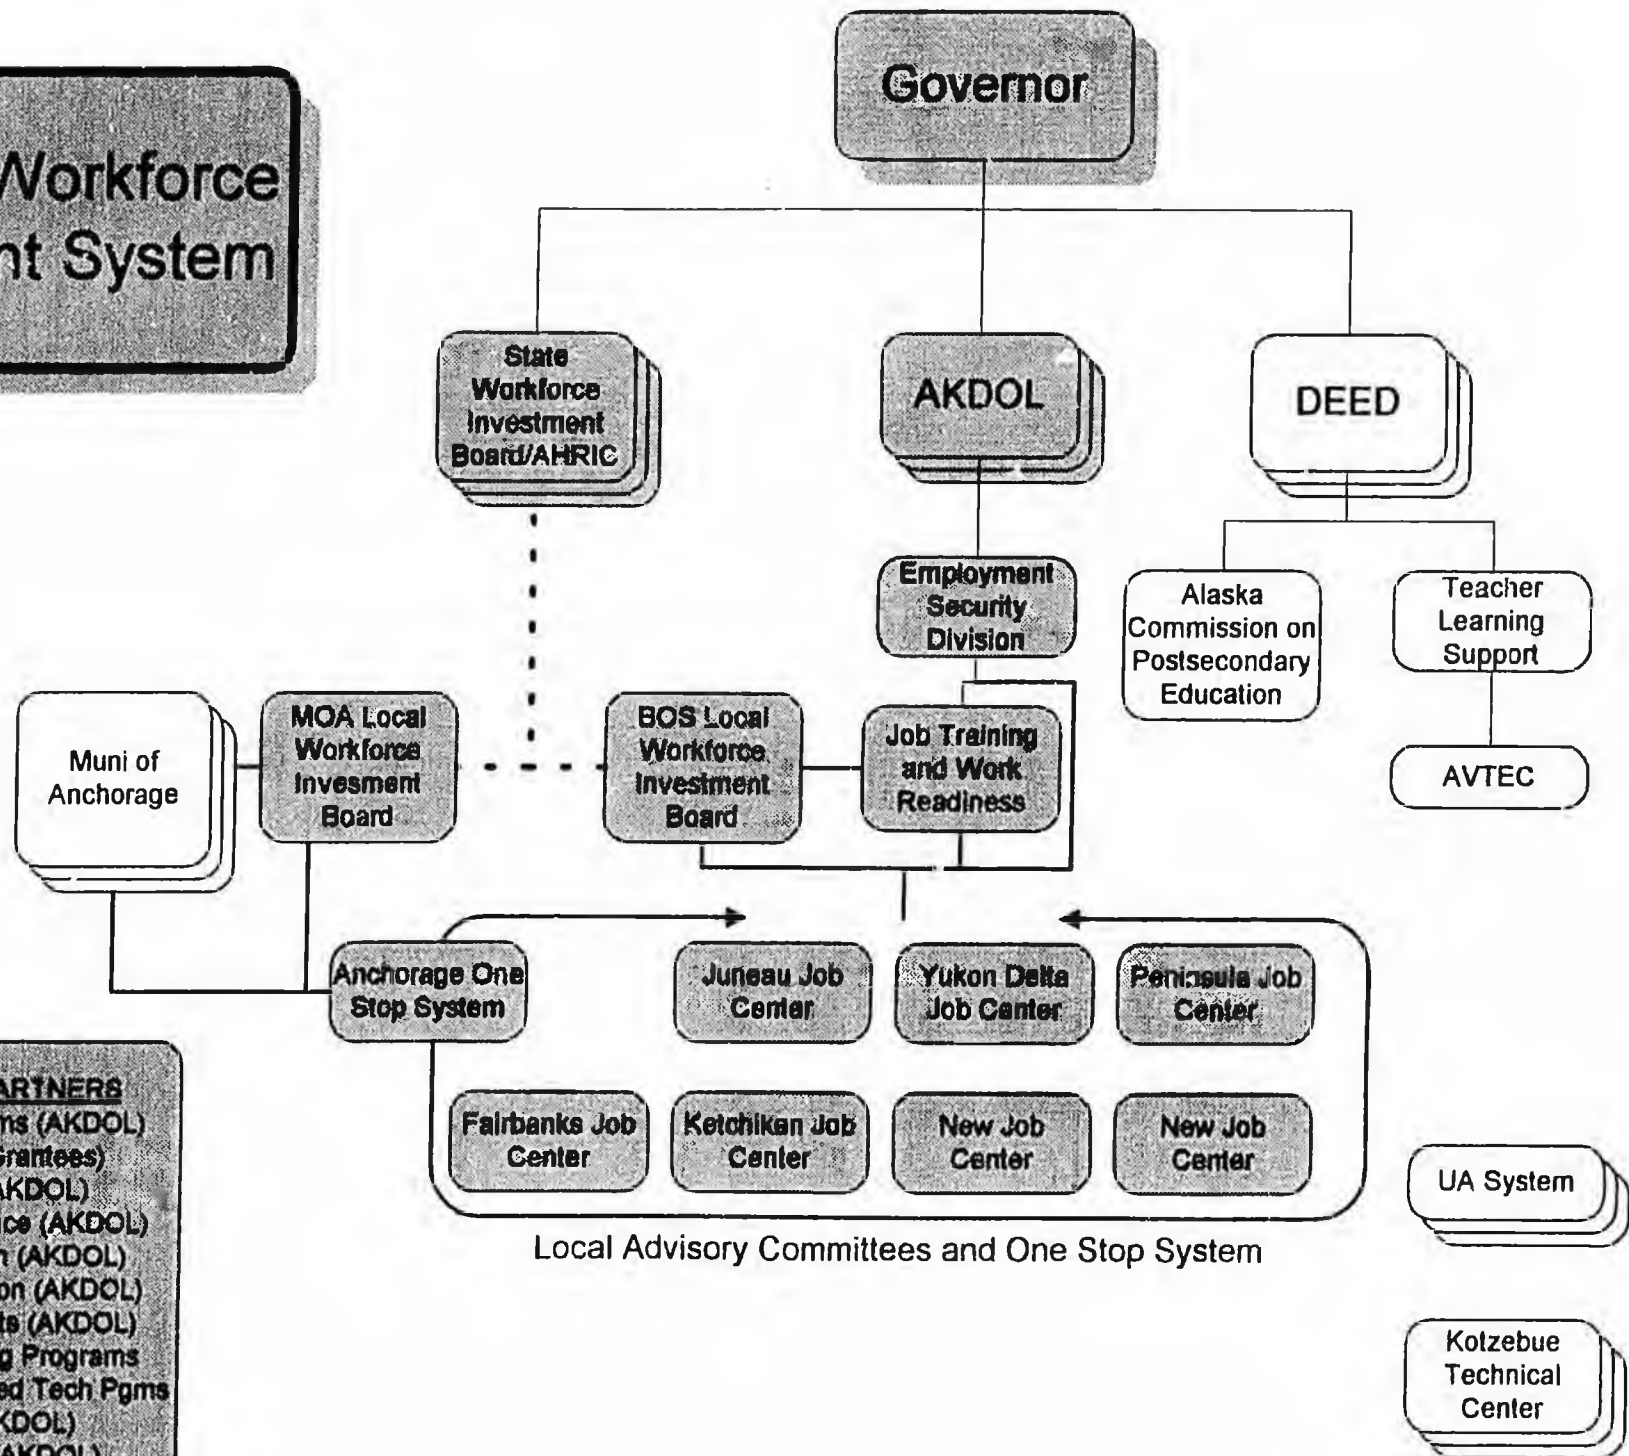 Governor
Workforce
nt System
State
Workforce
Investment
Board/AHRIC
AKDOL
DEED
Employment
Security
Division
Alaska
Commission on
Postsecondary
Education
Teacher
Learning
Support
AVTEC
Muni of
Anchorage
MOA Local
Workforce
Invesment
Board
BOS Local
Workforce
Investment
Board
Job Training
and Work
Readiness
Anchorage One
Stop System
Juneau Job
Center
Yukon Delta
Job Center
Peninsula Job
Center
Fairbanks Job
Center
Ketchikan Job
Center
New Job
Center
New Job
Center
Local Advisory Committees and One Stop System
ARTNERS
ms (AKDOL)
Grantees)
AKDOL)
ice (AKDOL)
n (AKDOL)
on (AKDOL)
ts (AKDOL)
g Programs
ed Tech Pgms
KDOL)
(AKDOL)
UA System
Kotzebue
Technical
Center